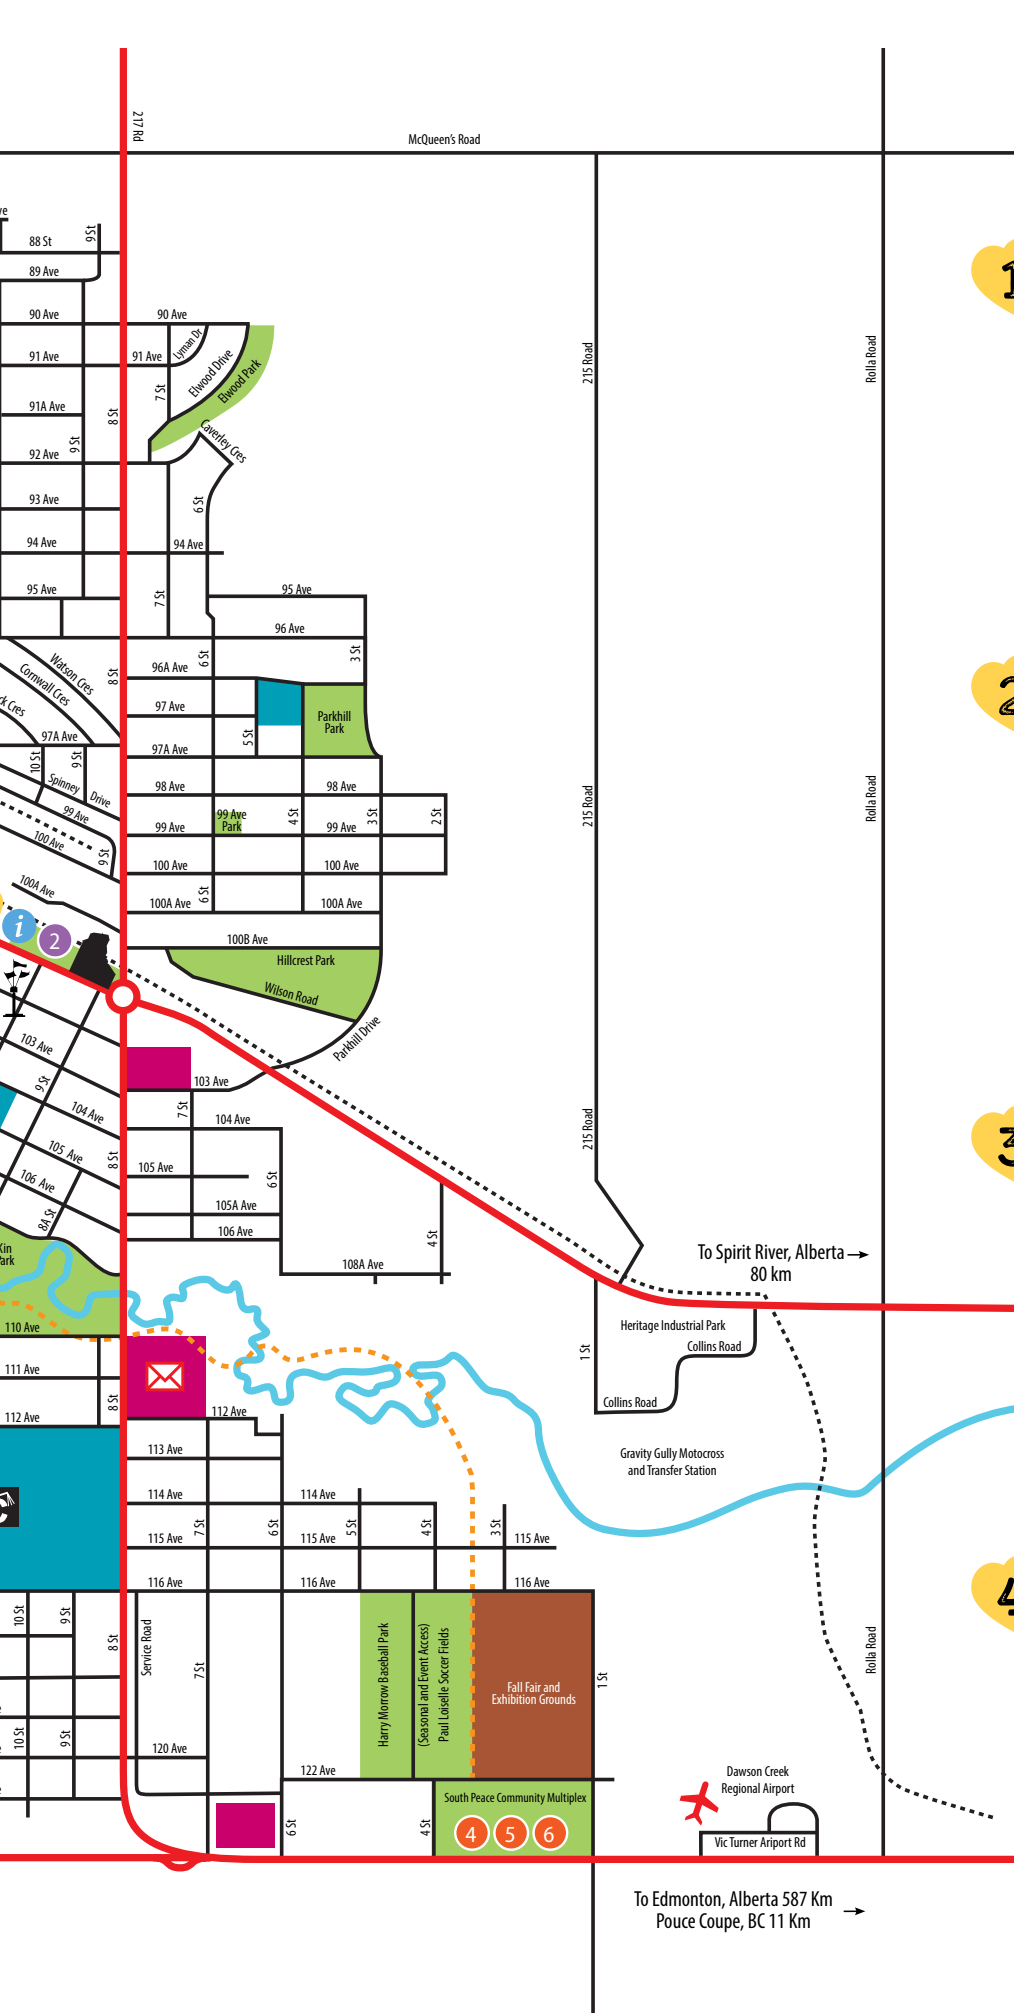 217 Rd
McQueen's Road
ve
88 St
9 St
89 Ave
90 Ave
90 Ave
Lyman Dr
91 Ave
91 Ave
Elwood Drive
Elwood Park
215 Road
Rolla Road
7 St
91A Ave
8 St
9 St
Caverley Cres
92 Ave
93 Ave
6 St
94 Ave
94 Ave
95 Ave
7 St
95 Ave
96 Ave
6 St
3 St
Watson Cres
Cornwall Cres
ck Cres
8 St
96A Ave
97 Ave
Parkhill
Park
5 St
97A Ave
97A Ave
10 St
9 St
Spinney
Drive
98 Ave
98 Ave
215 Road
Rolla Road
99 Ave
99 Ave
Park
4 St
3 St
2 St
99 Ave
99 Ave
100 Ave
9 St
100 Ave
100 Ave
100A Ave
6 St
100A Ave
100A Ave
i
2
100B Ave
Hillcrest Park
Wilson Road
Parkhill Drive
103 Ave
9 St
103 Ave
7 St
104 Ave
104 Ave
215 Road
105 Ave
8 St
105 Ave
6 St
106 Ave
8A St
105A Ave
106 Ave
4 St
Kin
Park
108A Ave
To Spirit River, Alberta
80 km
110 Ave
Heritage Industrial Park
Collins Road
1 St
111 Ave
8 St
Collins Road
112 Ave
112 Ave
113 Ave
Gravity Gully Motocross
and Transfer Station
C
114 Ave
114 Ave
7 St
6 St
5 St
4 St
3 St
115 Ave
115 Ave
115 Ave
116 Ave
116 Ave
116 Ave
10 St
9 St
8 St
Service Road
7 St
Harry Morrow Baseball Park
(Seasonal and Event Access)
Paul Loiselle Soccer Fields
Fall Fair and
Exhibition Grounds
1 St
Rolla Road
10 St
9 St
120 Ave
122 Ave
Dawson Creek
Regional Airport
South Peace Community Multiplex
6 St
4 St
4
5
6
Vic Turner Ariport Rd
To Edmonton, Alberta 587 Km
Pouce Coupe, BC 11 Km
1
2
3
4